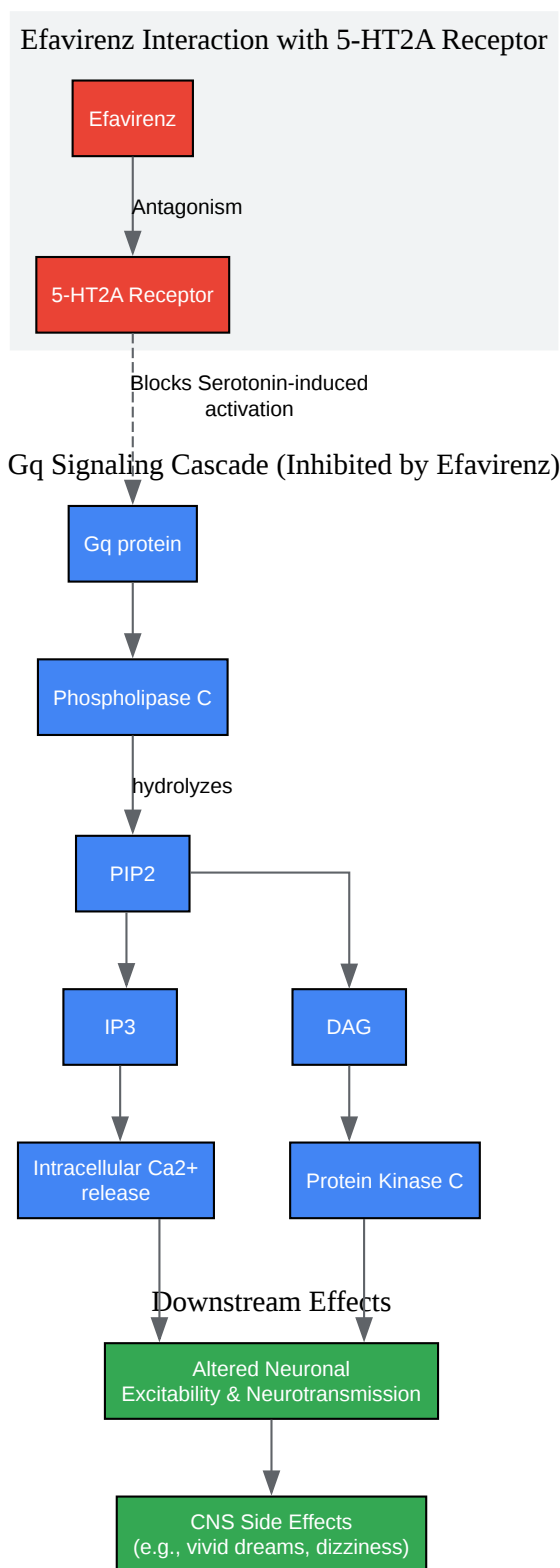 Efavirenz Interaction with 5-HT2A Receptor
Efavirenz
Antagonism
5-HT2A Receptor
Blocks Serotonin-induced
activation
Gq Signaling Cascade (Inhibited by Efavirenz)
Gq protein
Phospholipase C
hydrolyzes
PIP2
IP3
DAG
Intracellular Ca2+
release
Protein Kinase C
Downstream Effects
Altered Neuronal
Excitability & Neurotransmission
CNS Side Effects
(e.g., vivid dreams, dizziness)